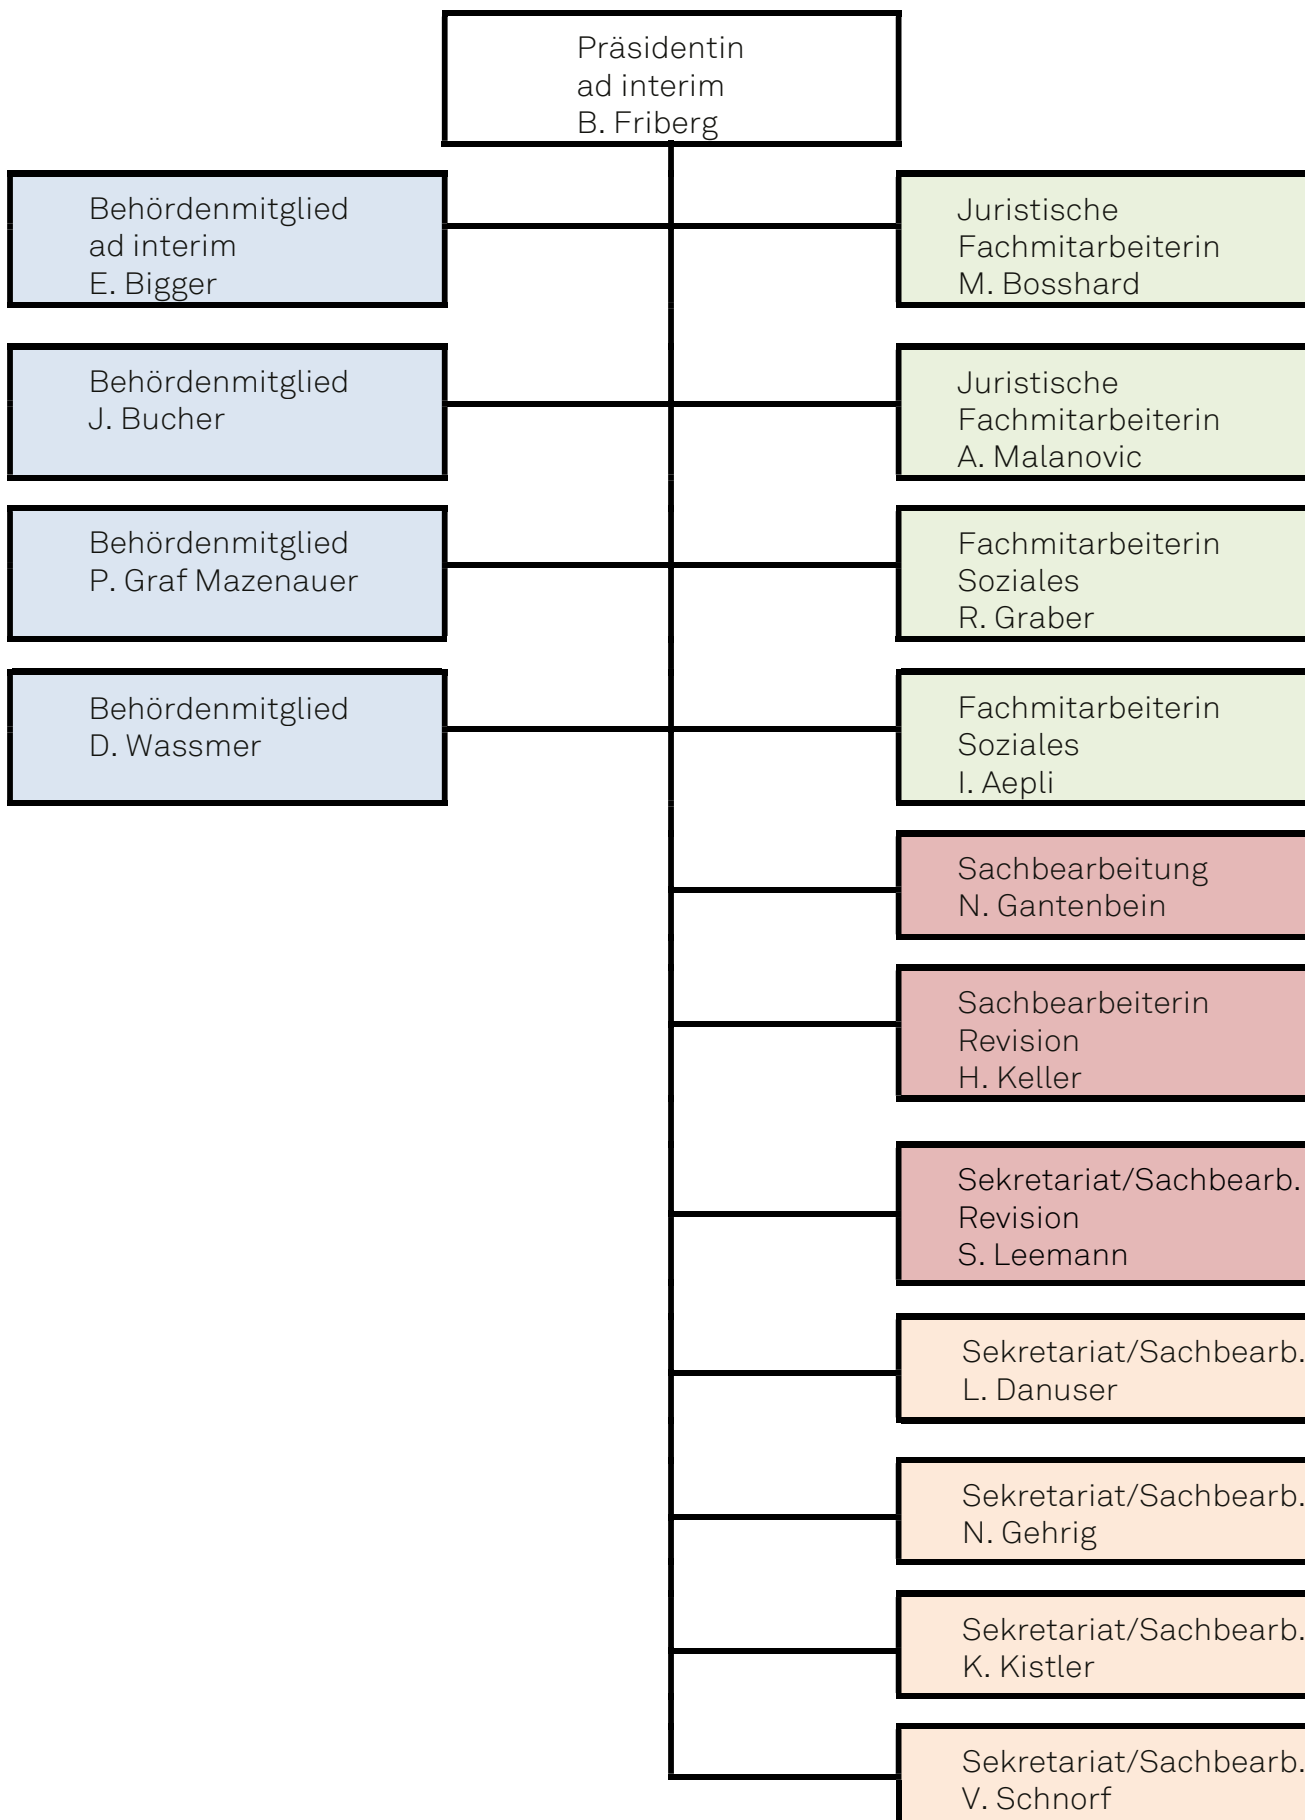 Präsidentin
ad interim
B. Friberg
Behördenmitglied
ad interim
E. Bigger
Juristische
Fachmitarbeiterin
M. Bosshard
Behördenmitglied
J. Bucher
Juristische
Fachmitarbeiterin
A. Malanovic
Behördenmitglied
P. Graf Mazenauer
Fachmitarbeiterin
Soziales
R. Graber
Behördenmitglied
D. Wassmer
Fachmitarbeiterin
Soziales
I. Aepli
Sachbearbeitung
N. Gantenbein
Sachbearbeiterin
Revision
H. Keller
Sekretariat/Sachbearb.
Revision
S. Leemann
Sekretariat/Sachbearb.
L. Danuser
Sekretariat/Sachbearb.
N. Gehrig
Sekretariat/Sachbearb.
K. Kistler
Sekretariat/Sachbearb.
V. Schnorf